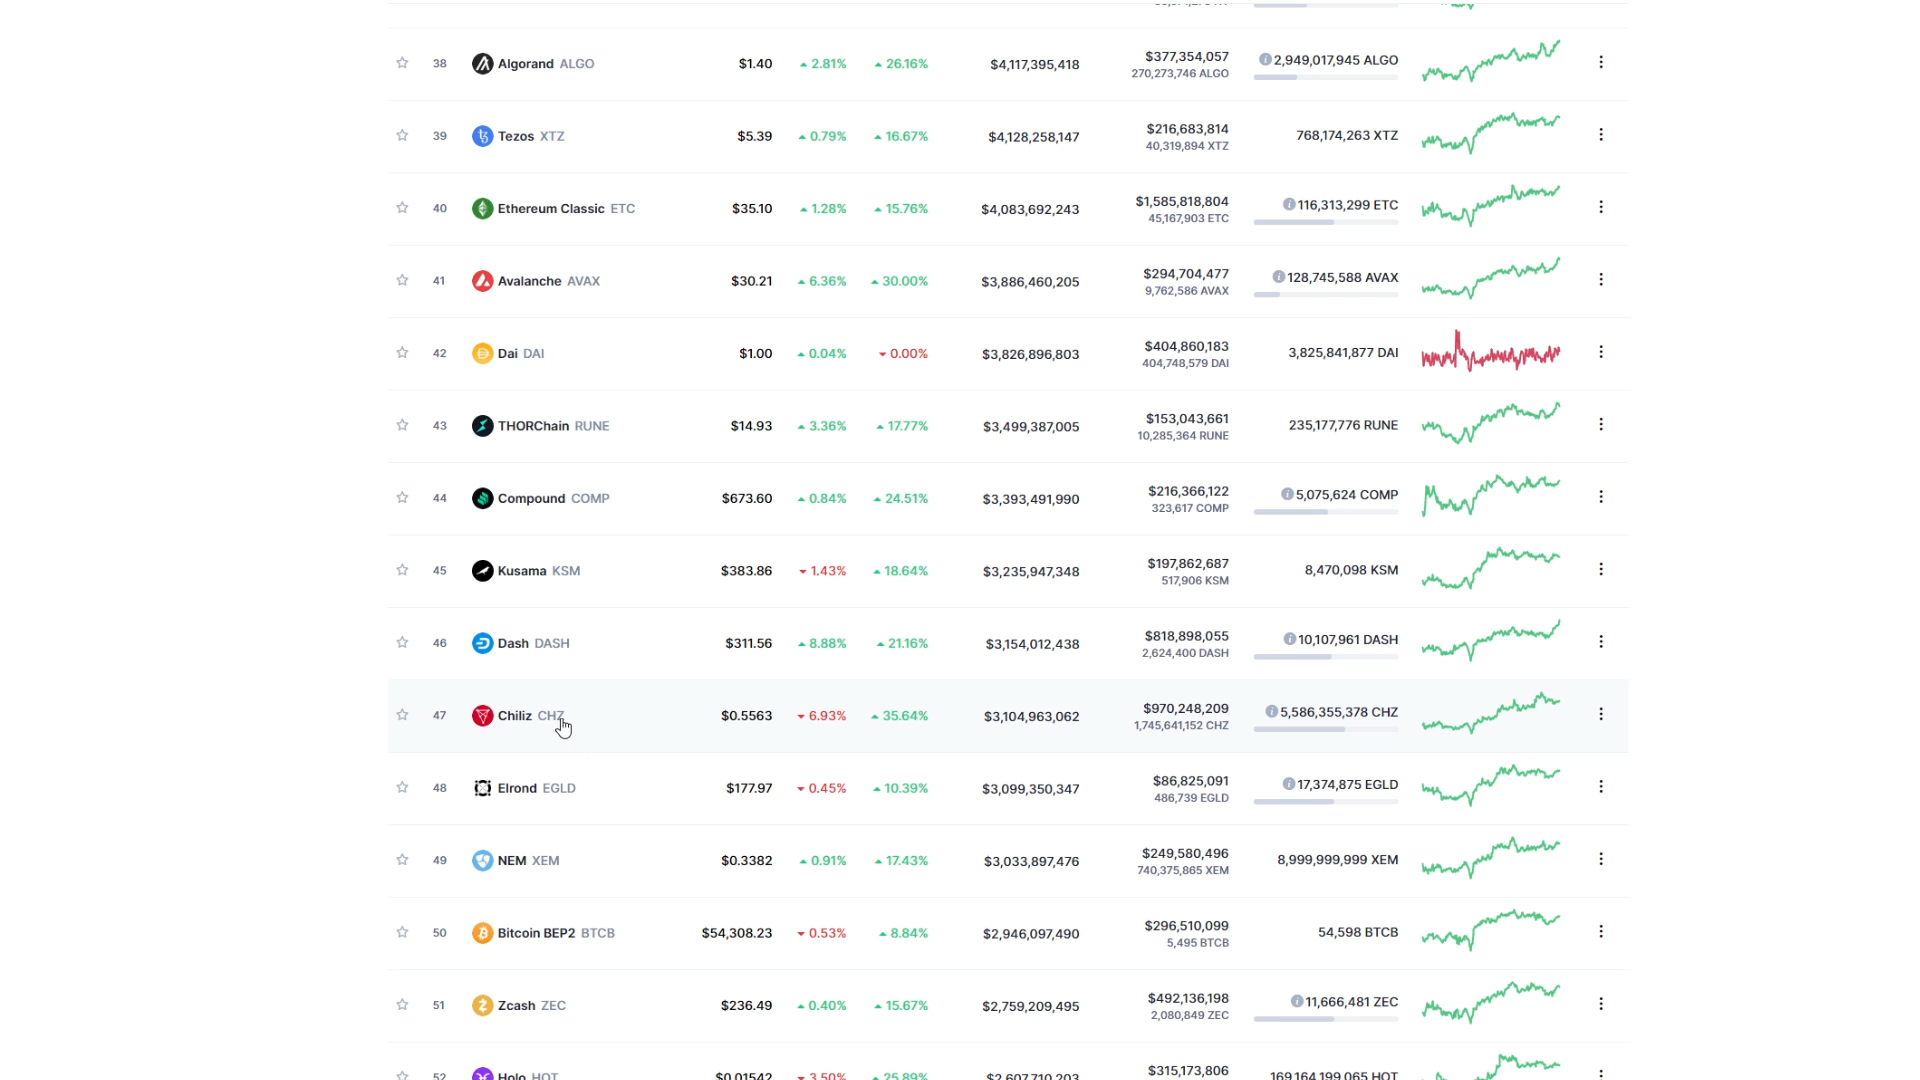 38 Algorand ALGO $1.40 2.81% 26.16% $4,117,395,418 $377,354,057 2,949,017,945 ALGO
270,273,746 ALGO
39 Tezos XTZ $5.39 0.79% 16.67% $4,128,258,147 $216,683,814 768,174,263 XTZ
40,319,894 XTZ
40 Ethereum Classic ETC $35.10 1.28% 15.76% $4,083,692,243 $1,585,818,804 116,313,299 ETC
45,167,903 ETC
41 Avalanche AVAX $30.21 6.36% 30.00% $3,886,460,205 $294,704,477 128,745,588 AVAX
9,762,586 AVAX
42 Dai DAI $1.00 0.04% 0.00% $3,826,896,803 $404,860,183 3,825,841,877 DAI
404,748,579 DAI
43 THORChain RUNE $14.93 3.36% 17.77% $3,499,387,005 $153,043,661 235,177,776 RUNE
10,285,364 RUNE
44 Compound COMP $673.60 0.84% 24.51% $3,393,491,990 $216,366,122 5,075,624 COMP
323,617 COMP
45 Kusama KSM $383.86 1.43% 18.64% $3,235,947,348 $197,862,687 8,470,098 KSM
517,906 KSM
46 Dash DASH $311.56 8.88% 21.16% $3,154,012,438 $818,898,055 10,107,961 DASH
2,624,400 DASH
47 Chiliz CHZ $0.5563 6.93% 35.64% $3,104,963,062 $970,248,209 5,586,355,378 CHZ
1,745,641,152 CHZ
48 Elrond EGLD $177.97 0.45% 10.39% $3,099,350,347 $86,825,091 17,374,875 EGLD
486,739 EGLD
49 NEM XEM $0.3382 0.91% 17.43% $3,033,897,476 $249,580,496 8,999,999,999 XEM
740,375,865 XEM
50 Bitcoin BEP2 BTCB $54,308.23 0.53% 8.84% $2,946,097,490 $296,510,099 54,598 BTCB
5,495 BTCB
51 Zcash ZEC $236.49 0.40% 15.67% $2,759,209,495 $492,136,198 11,666,481 ZEC
2,080,849 ZEC
52 Holo HOT $0.01542 3.50% 25.89% $2,607,710,203 $315,173,806 169,164,199,065 HOT